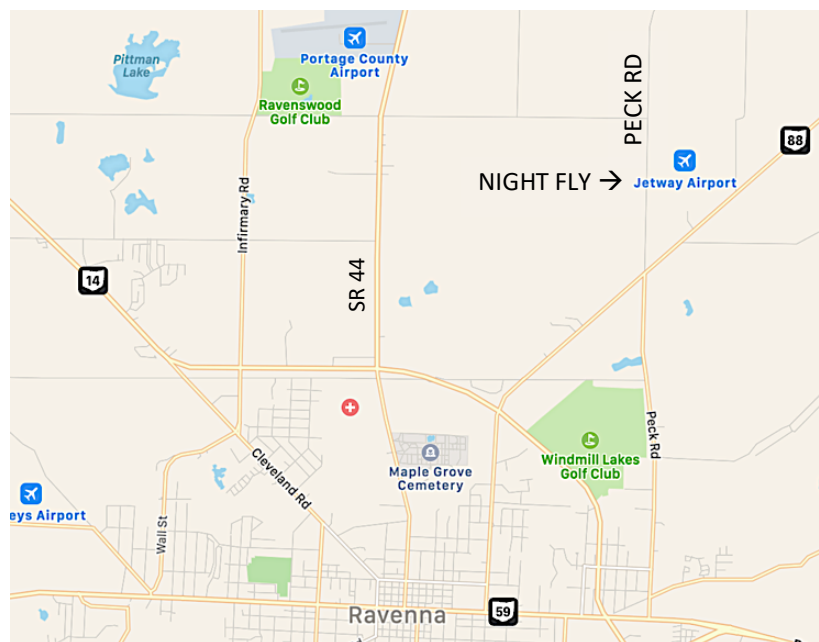 Pittman
Lake
Portage County
Airport
Ravenswood
Golf Club
PECK RD
88
NIGHT FLY →
Jetway Airport
Infirmary Rd
SR 44
14
Peck Rd
Windmill Lakes
Golf Club
Maple Grove
Cemetery
Cleveland Rd
eys Airport
Wall St
59
Ravenna